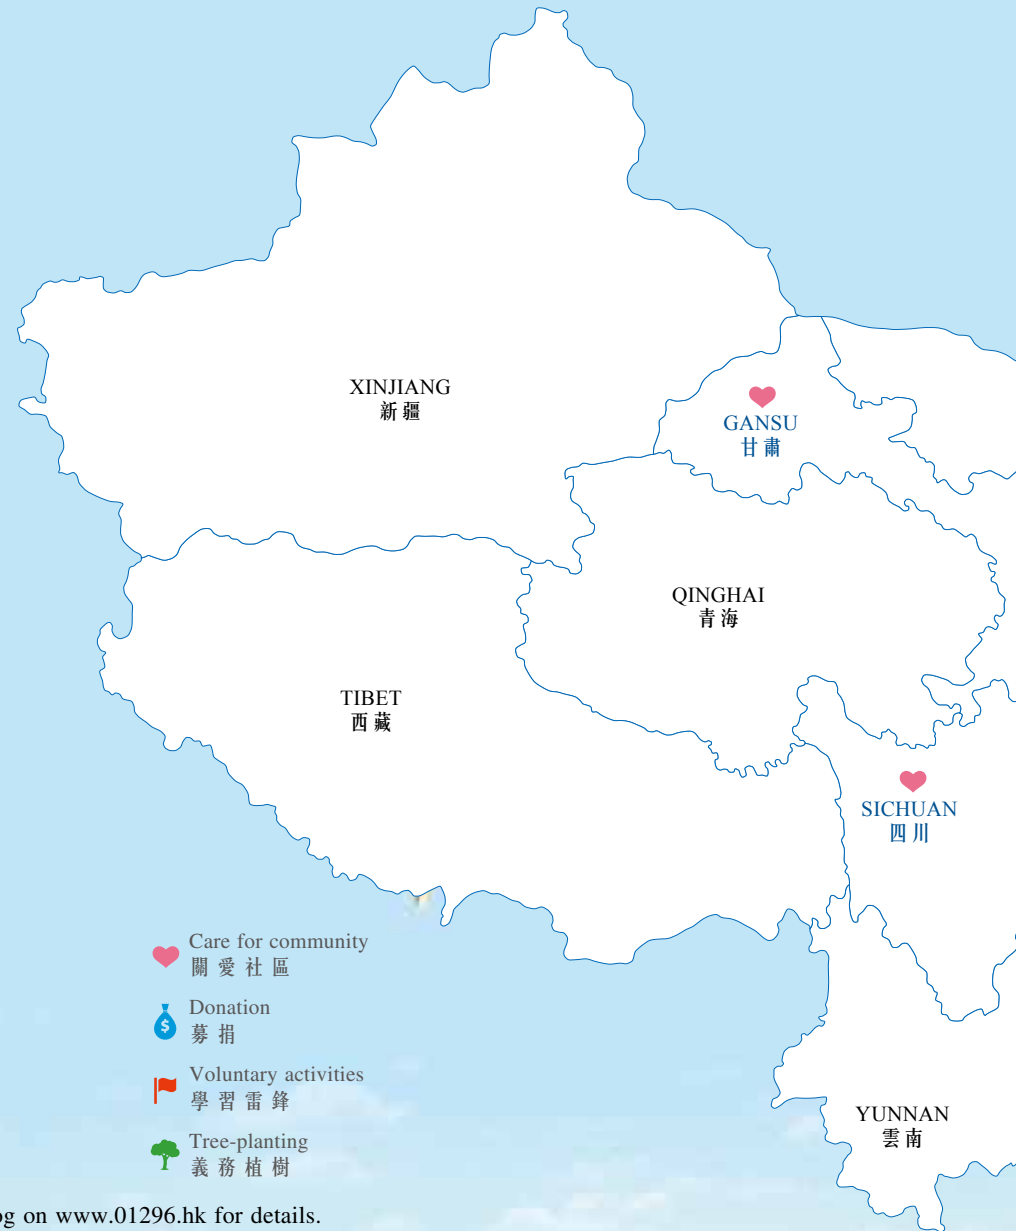 XINJIANG
新疆
GANSU
甘肅
QINGHAI
青海
TIBET
西藏
SICHUAN
四川
YUNNAN
雲南
Care for community
關愛社區
Donation
募捐
Voluntary activities
學習雷鋒
Tree-planting
義務植樹
og on www.01296.hk for details.